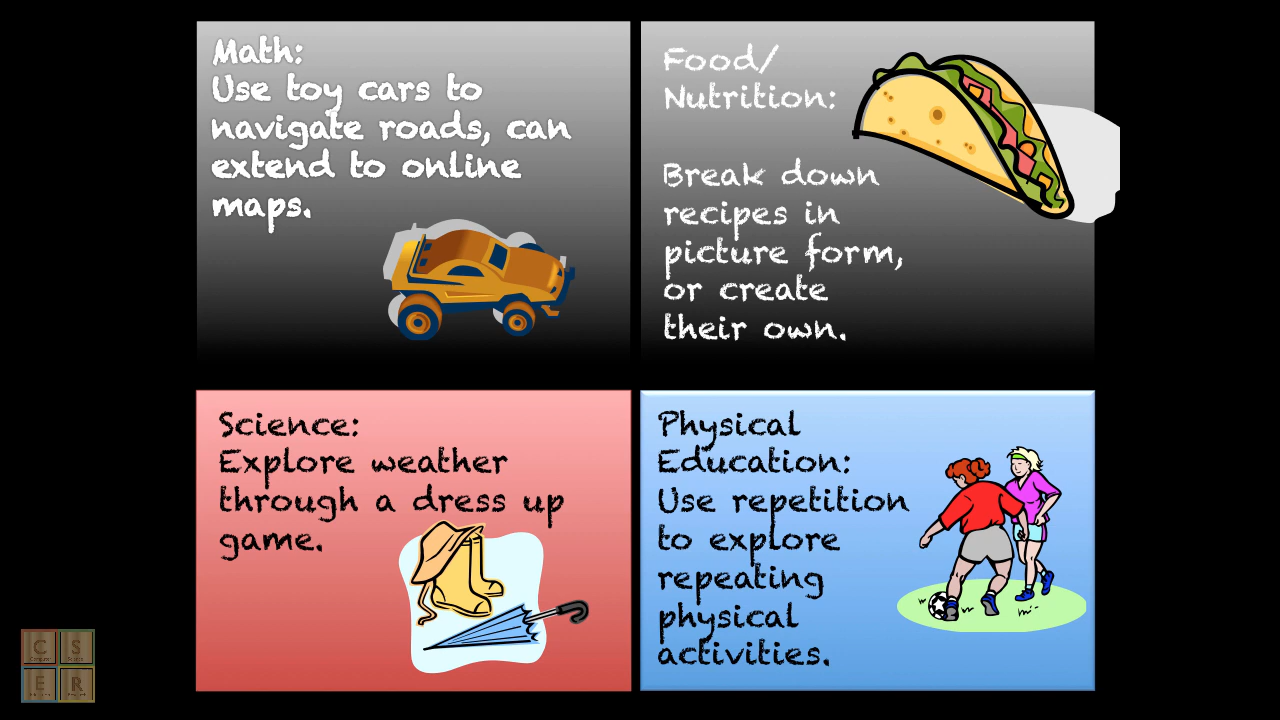 Math:
Use toy cars to
navigate roads, can
extend to online
maps.
Food/
Nutrition:
Break down
recipes in
picture form,
or create
their own.
Science:
Explore weather
through a dress up
game.
Physical
Education:
Use repetition
to explore
repeating
physical
activities.
C S
E R